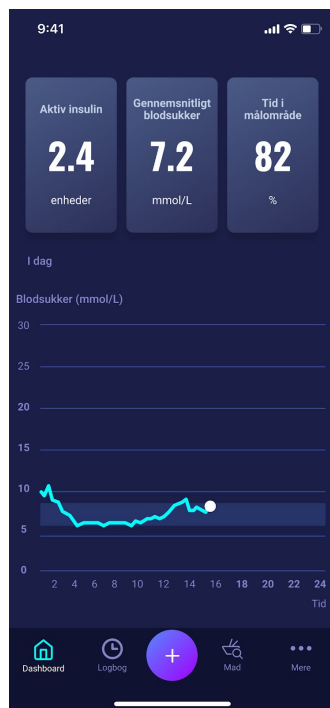 9:41
Aktiv insulin
2.4
enheder
Gennemsnitligt
blodsukker
7.2
mmol/L
Tid i
målområde
82
%
I dag
Blodsukker (mmol/L)
30
25
20
15
10
5
0
2 4 6 8 10 12 14 16 18 20 22 24
Tid
Dashboard
Logbog
+
Mad
Mere